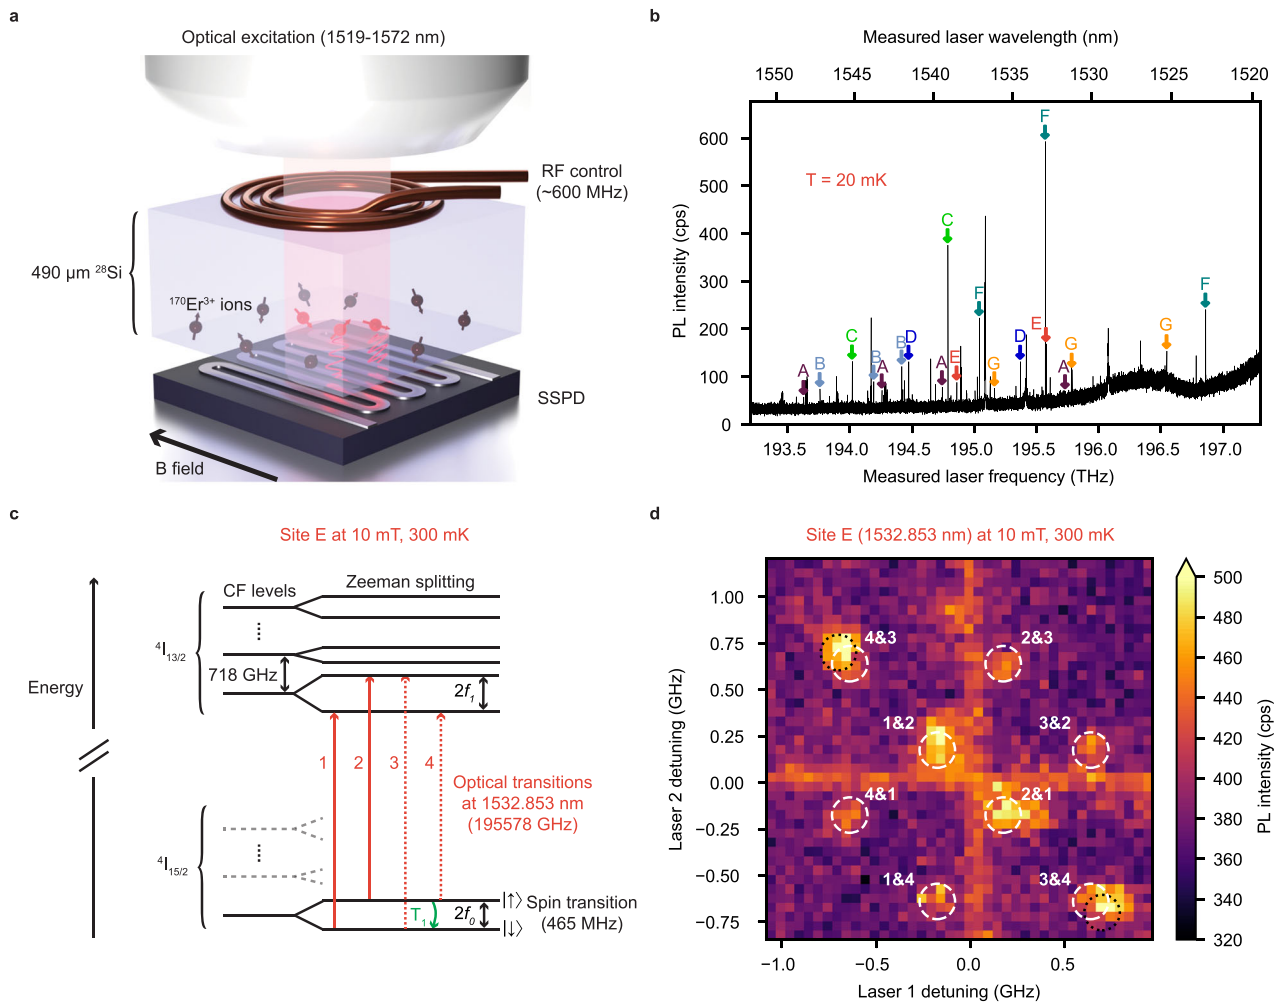 a
Optical excitation (1519-1572 nm)
RF control
(~600 MHz)
490 μm ²⁸Si
¹⁷⁰Er³⁺ ions
SSPD
B field
b
Measured laser wavelength (nm)
1550 1545 1540 1535 1530 1525 1520
PL intensity (cps)
600
500
400
300
200
100
0
T = 20 mK
F
C
F
F
C
B
D
D
E
G
G
A
B
B
A
A
E
G
A
193.5 194.0 194.5 195.0 195.5 196.0 196.5 197.0
Measured laser frequency (THz)
c
Site E at 10 mT, 300 mK
CF levels
Zeeman splitting
⁴I₁₃/₂
718 GHz
2f₁
Energy
1 2 3 4
Optical transitions
at 1532.853 nm
(195578 GHz)
⁴I₁₅/₂
T₁
2f₀
|↑⟩
|↓⟩
Spin transition
(465 MHz)
d
Site E (1532.853 nm) at 10 mT, 300 mK
Laser 2 detuning (GHz)
1.00
0.75
0.50
0.25
0.00
−0.25
−0.50
−0.75
4&3
2&3
1&2
3&2
4&1
2&1
1&4
3&4
−1.0 −0.5 0.0 0.5
Laser 1 detuning (GHz)
500
480
460
440
420
400
380
360
340
320
PL intensity (cps)